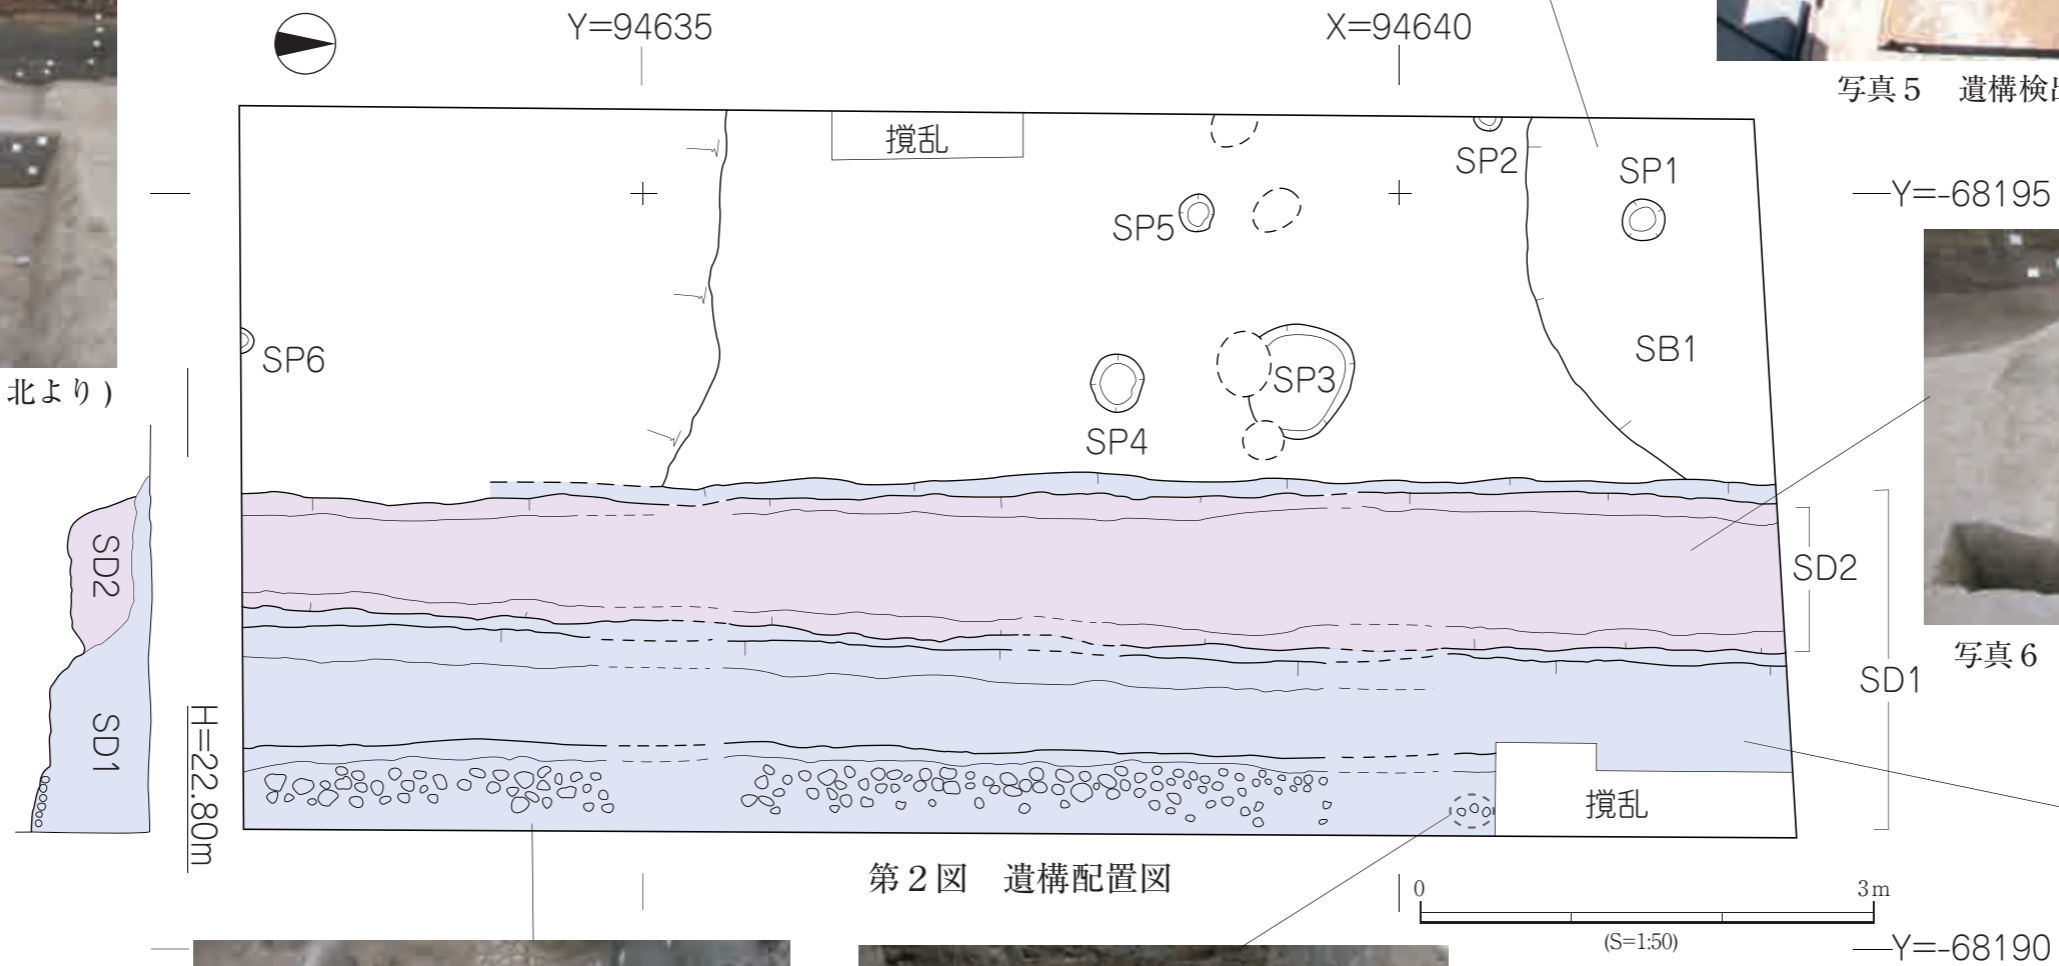 Y=94635
X=94640
写真5 遺構検出
撹乱
SP2
SP1
Y=-68195
SP5
SB1
SP6
SP3
北より)
SP4
SD2
SD2
写真6
SD1
SD1
H=22.80m
撹乱
第2図 遺構配置図
0 3m
(S=1:50)
Y=-68190